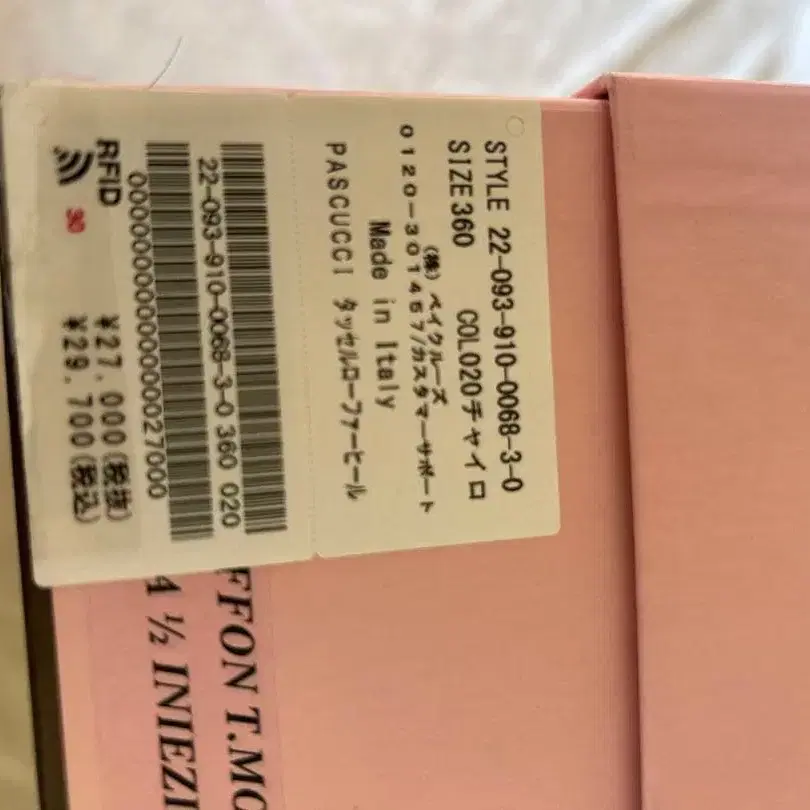 STYLE 22-093-910-0068-3-0
SIZE360 COL020チャイロ
(株)ベイクルーズ
0120-301457/カスタマーサポート
Made in Italy
PASCUCCI タッセルローファーヒール
22-093-910-0068-3-0 360 020
RFID
30
¥27.000(税抜)
¥29.700(税込)
FFON T.MO
4 ½ INIEZI